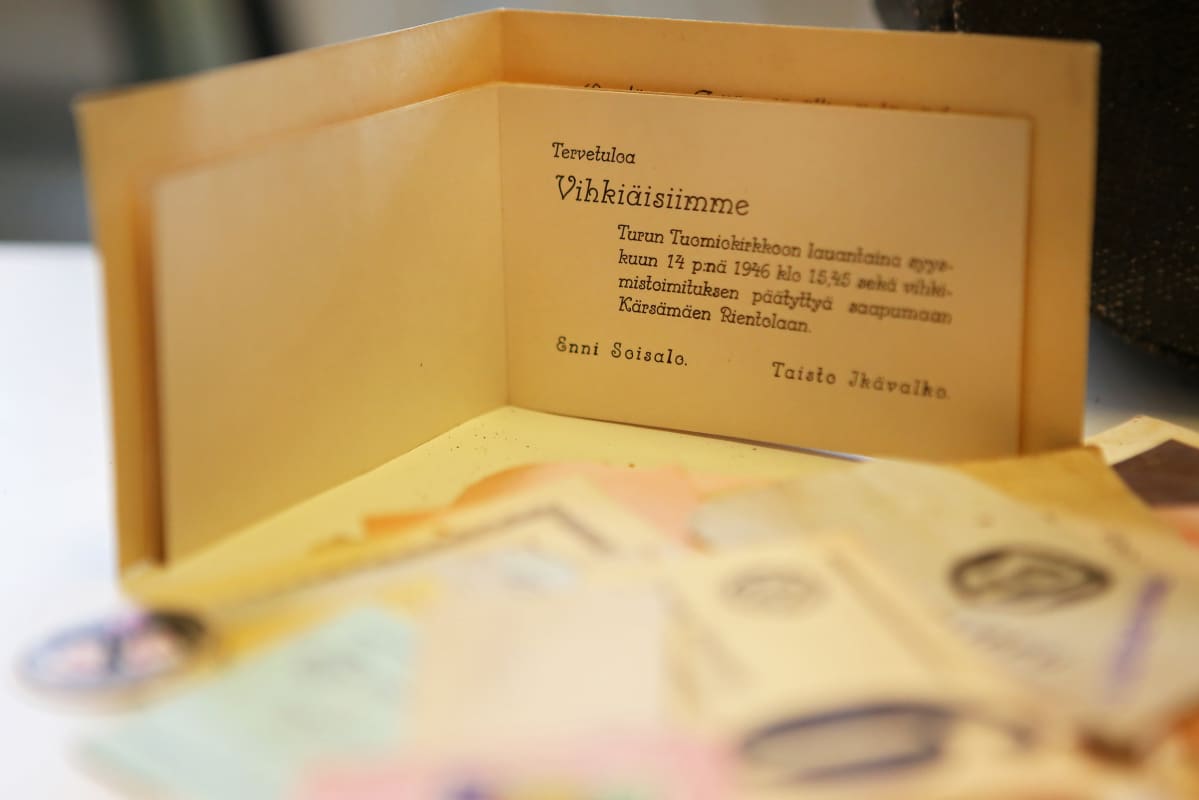 Tervetuloa
Vihkiäisiimme
Turun Tuomiokirkkoon lauantaina syys-
kuun 14 p:nä 1946 klo 15,45 sekä vihki-
mistoimituksen päätyttyä saapumaan
Kärsämäen Rientolaan.
Enni Soisalo.
Taisto Ikävalko.